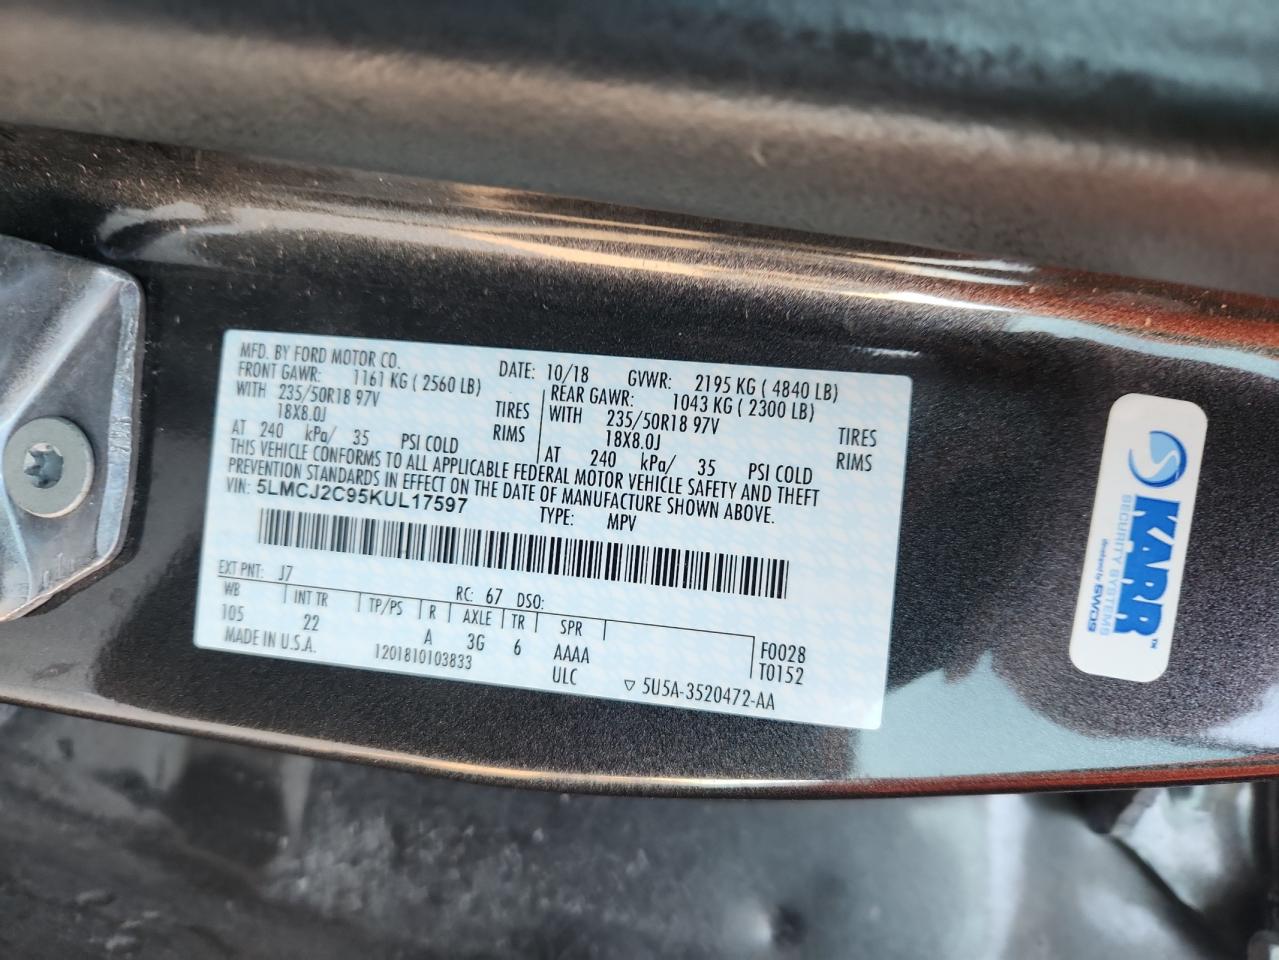 MFD. BY FORD MOTOR CO. DATE: 10/18 GVWR: 2195 KG ( 4840 LB)
FRONT GAWR: 1161 KG ( 2560 LB) REAR GAWR: 1043 KG ( 2300 LB)
WITH 235/50R18 97V TIRES WITH 235/50R18 97V TIRES
18X8.0J RIMS 18X8.0J RIMS
AT 240 kPa/ 35 PSI COLD AT 240 kPa/ 35 PSI COLD
THIS VEHICLE CONFORMS TO ALL APPLICABLE FEDERAL MOTOR VEHICLE SAFETY AND THEFT
PREVENTION STANDARDS IN EFFECT ON THE DATE OF MANUFACTURE SHOWN ABOVE.
VIN: 5LMCJ2C95KUL17597 TYPE: MPV
EXT PNT: J7 RC: 67 DSO:
WB INT TR TP/PS R AXLE TR SPR
105 22 A 3G 6 AAAA F0028
ULC T0152
MADE IN U.S.A. 1201810103833 ▽ 5U5A-3520472-AA
KARR™
SECURITY SYSTEMS
developed by SWDS